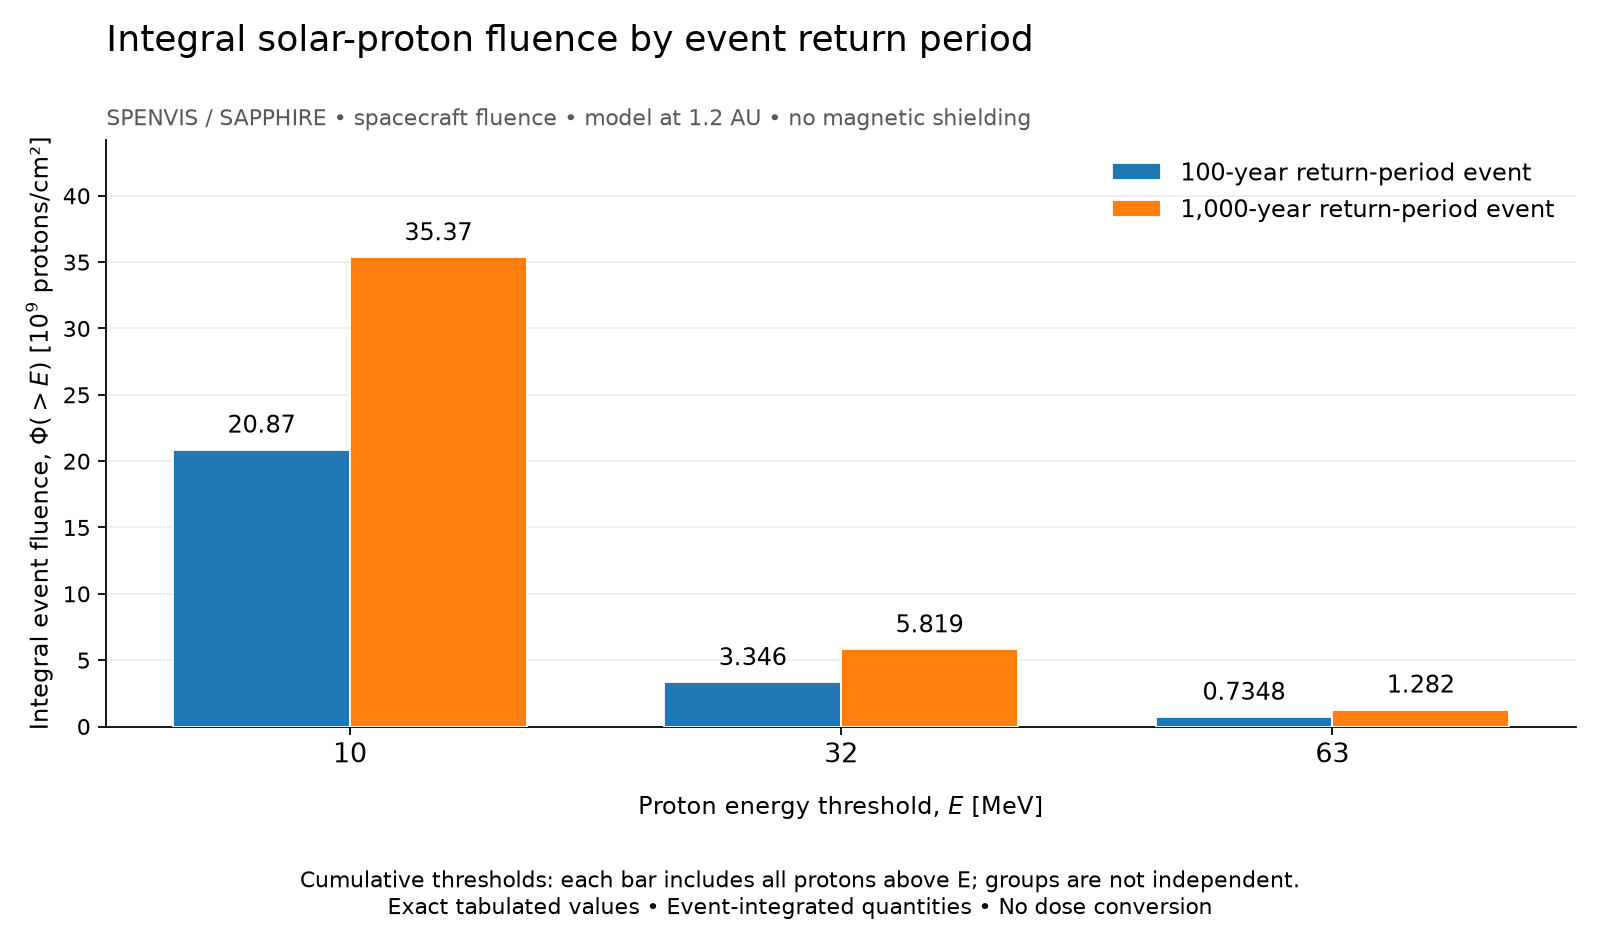 Integral solar-proton fluence by event return period
SPENVIS / SAPPHIRE • spacecraft fluence • model at 1.2 AU • no magnetic shielding
Integral event fluence, Φ( > E) [10⁹ protons/cm²]
100-year return-period event
1,000-year return-period event
40
35
30
25
20
15
10
5
0
20.87
35.37
3.346
5.819
0.7348
1.282
10
32
63
Proton energy threshold, E [MeV]
Cumulative thresholds: each bar includes all protons above E; groups are not independent.
Exact tabulated values • Event-integrated quantities • No dose conversion